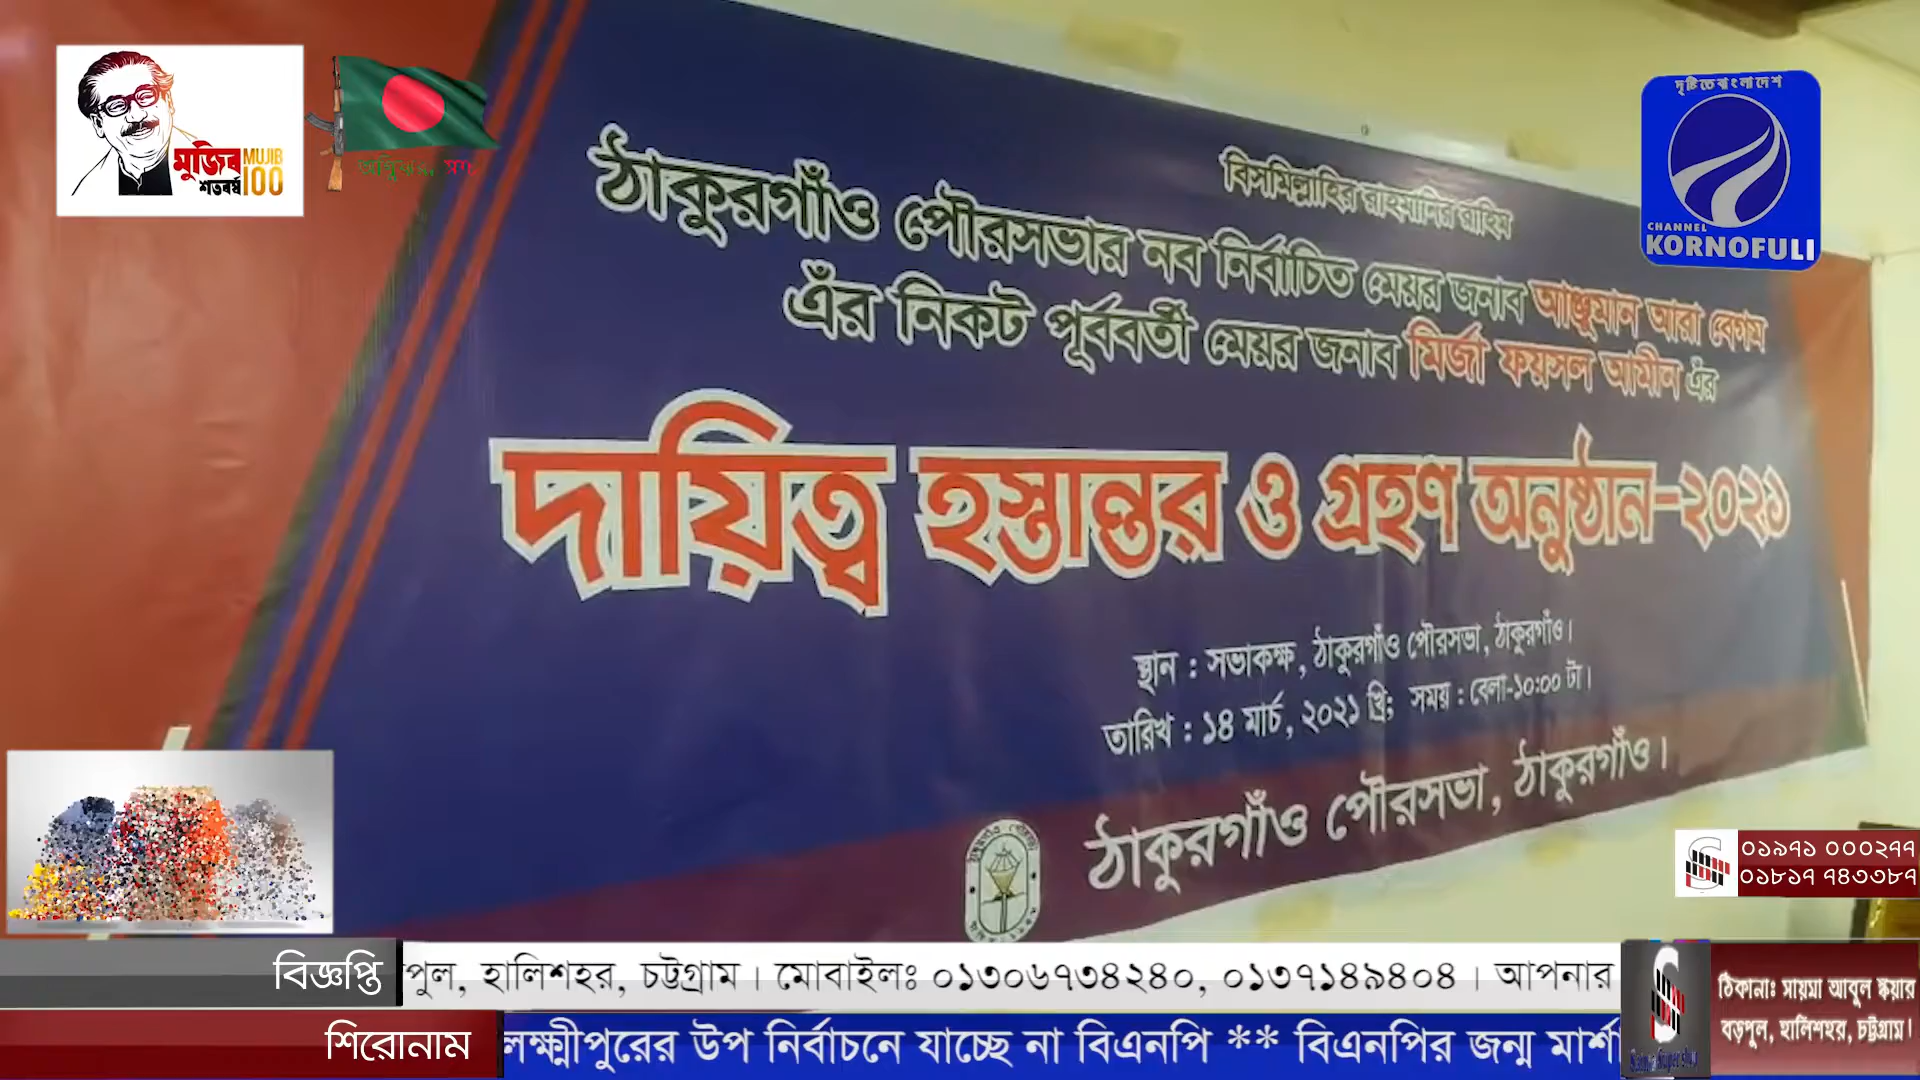 মুজিব MUJIB
শতবর্ষ 100
দৃষ্টিতে বাংলাদেশ
CHANNEL
KORNOFULI
বিসমিল্লাহির রাহমানির রাহিম
ঠাকুরগাঁও পৌরসভার নব নির্বাচিত মেয়র জনাব আঞ্জুমান আরা বেগম
এঁর নিকট পূর্ববর্তী মেয়র জনাব মির্জা ফয়সল আমীন এঁর
দায়িত্ব হস্তান্তর ও গ্রহণ অনুষ্ঠান-২০২১
স্থান : সভাকক্ষ, ঠাকুরগাঁও পৌরসভা, ঠাকুরগাঁও।
তারিখ : ১৪ মার্চ, ২০২১ খ্রি; সময় : বেলা-১০:০০ টা।
ঠাকুরগাঁও পৌরসভা, ঠাকুরগাঁও।
০১৯৭১ ০০০২৭৭
০১৮১৭ ৭৪৩৩৮৭
বিজ্ঞপ্তি পুল, হালিশহর, চট্টগ্রাম। মোবাইলঃ ০১৩০৬৭৩৪২৪০, ০১৩৭১৪৯৪০৪। আপনার
শিরোনাম লক্ষ্মীপুরের উপ নির্বাচনে যাচ্ছে না বিএনপি ** বিএনপির জন্ম মার্শ
ঠিকানাঃ সায়মা আবুল স্কয়ার
বড়পুল, হালিশহর, চট্টগ্রাম।